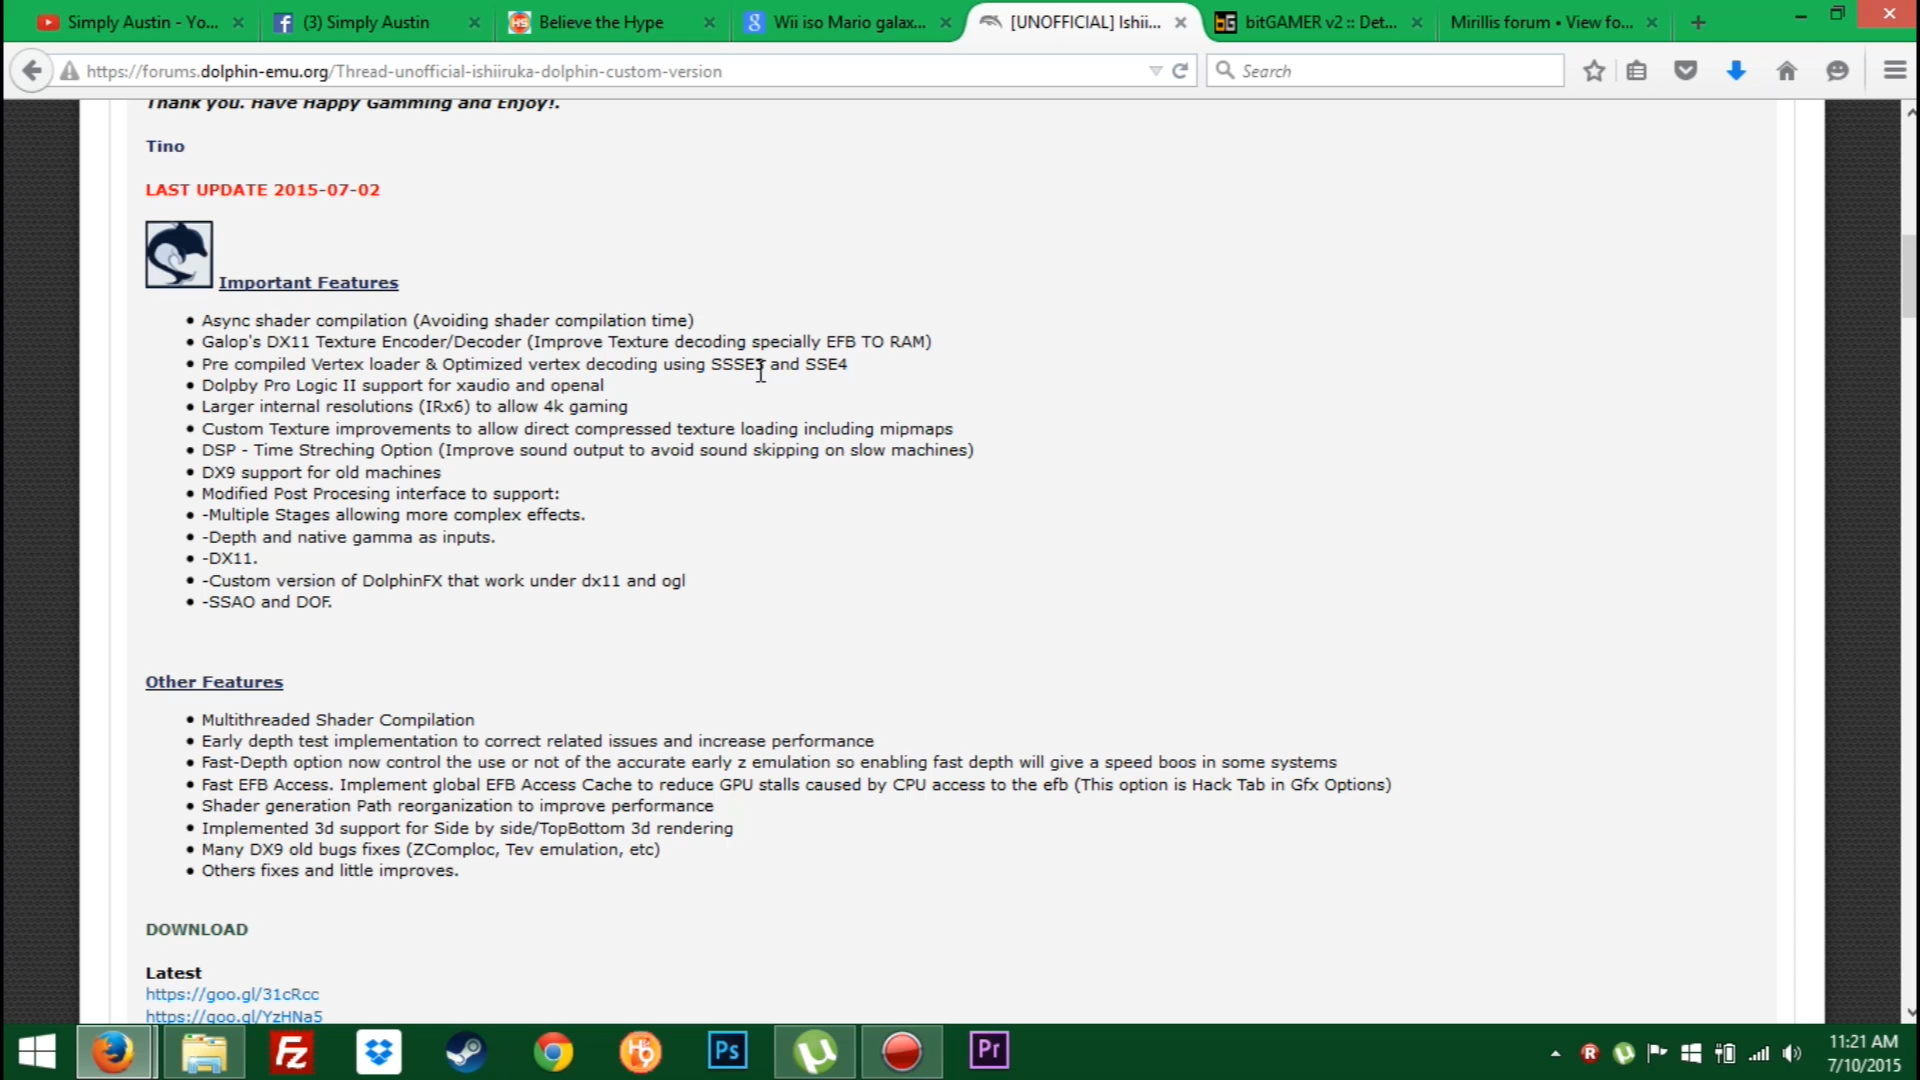 Simply Austin - Yo...
(3) Simply Austin
Believe the Hype
Wii iso Mario galax...
[UNOFFICIAL] Ishii...
bitGAMER v2 :: Det...
Mirillis forum • View fo...
https://forums.dolphin-emu.org/Thread-unofficial-ishiiruka-dolphin-custom-version
Search
Thank you. Have Happy Gamming and Enjoy!.
Tino
LAST UPDATE 2015-07-02
Important Features
Async shader compilation (Avoiding shader compilation time)
Galop's DX11 Texture Encoder/Decoder (Improve Texture decoding specially EFB TO RAM)
Pre compiled Vertex loader & Optimized vertex decoding using SSSE3 and SSE4
Dolpby Pro Logic II support for xaudio and openal
Larger internal resolutions (IRx6) to allow 4k gaming
Custom Texture improvements to allow direct compressed texture loading including mipmaps
DSP - Time Streching Option (Improve sound output to avoid sound skipping on slow machines)
DX9 support for old machines
Modified Post Procesing interface to support:
-Multiple Stages allowing more complex effects.
-Depth and native gamma as inputs.
-DX11.
-Custom version of DolphinFX that work under dx11 and ogl
-SSAO and DOF.
Other Features
Multithreaded Shader Compilation
Early depth test implementation to correct related issues and increase performance
Fast-Depth option now control the use or not of the accurate early z emulation so enabling fast depth will give a speed boos in some systems
Fast EFB Access. Implement global EFB Access Cache to reduce GPU stalls caused by CPU access to the efb (This option is Hack Tab in Gfx Options)
Shader generation Path reorganization to improve performance
Implemented 3d support for Side by side/TopBottom 3d rendering
Many DX9 old bugs fixes (ZComploc, Tev emulation, etc)
Others fixes and little improves.
DOWNLOAD
Latest
https://goo.gl/31cRcc
https://goo.gl/YzHNa5
Fz
Ps
Pr
11:21 AM
7/10/2015